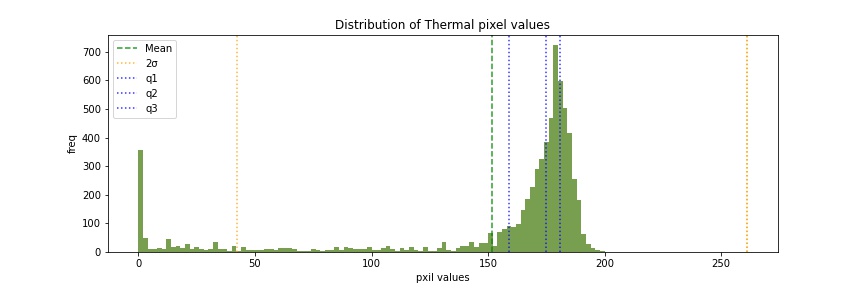 Distribution of Thermal pixel values
Mean
2σ
q1
q2
q3
freq
700
600
500
400
300
200
100
0
0 50 100 150 200 250
pxil values